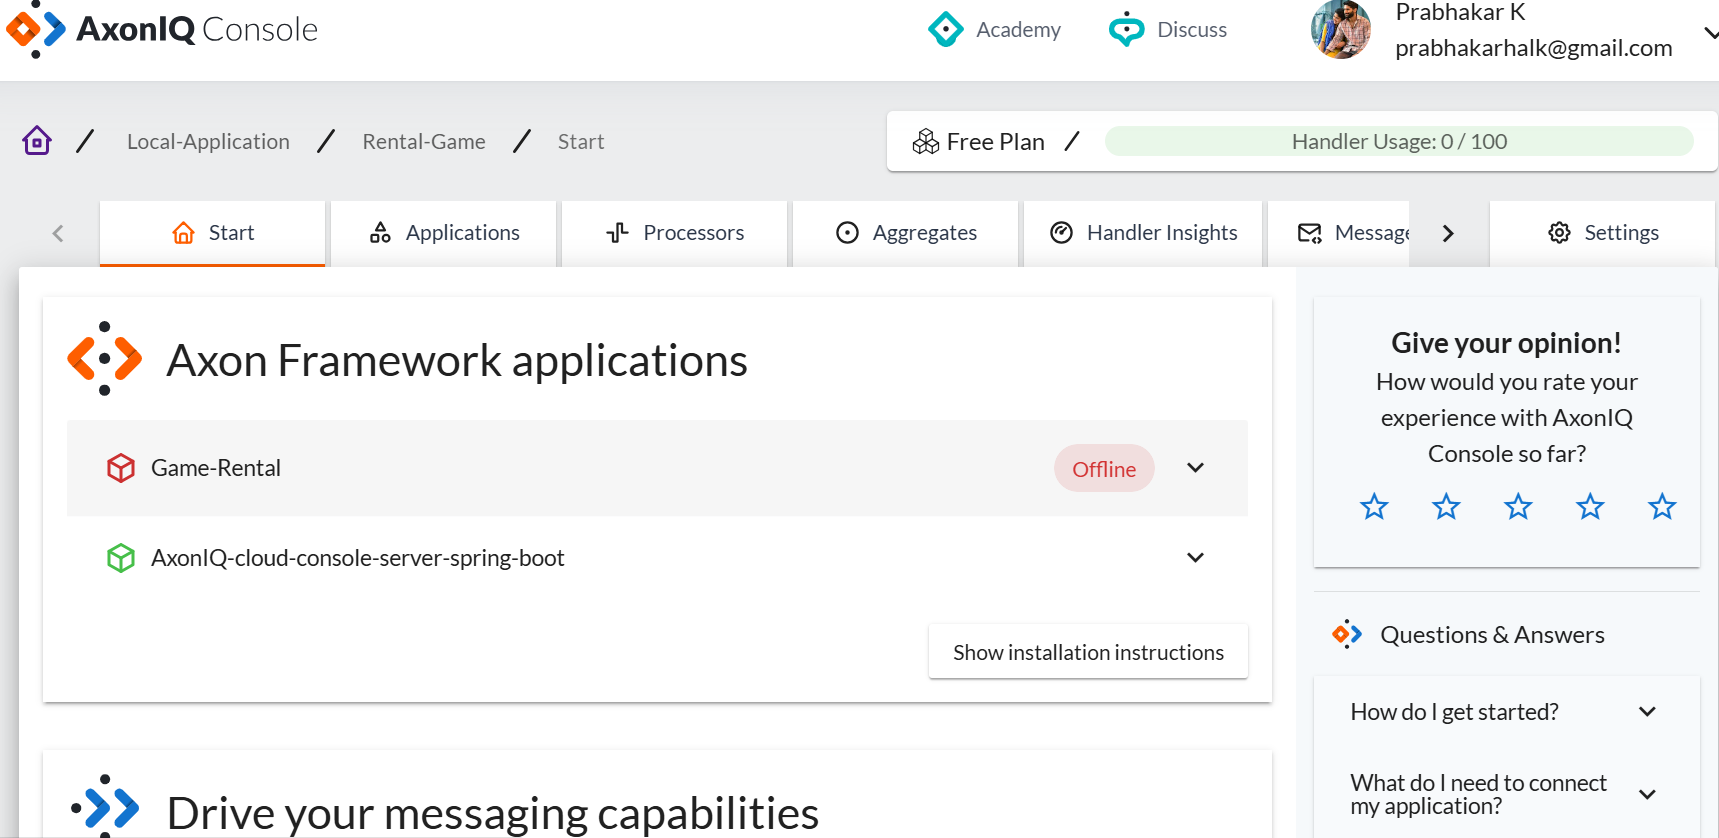 AxonIQ Console
Academy
Discuss
Prabhakar K
prabhakarhalk@gmail.com
/ Local-Application / Rental-Game / Start
Free Plan / Handler Usage: 0 / 100
Start
Applications
Processors
Aggregates
Handler Insights
Message
Settings
Axon Framework applications
Game-Rental
Offline
AxonIQ-cloud-console-server-spring-boot
Show installation instructions
Drive your messaging capabilities
Give your opinion!
How would you rate your
experience with AxonIQ
Console so far?
Questions & Answers
How do I get started?
What do I need to connect
my application?